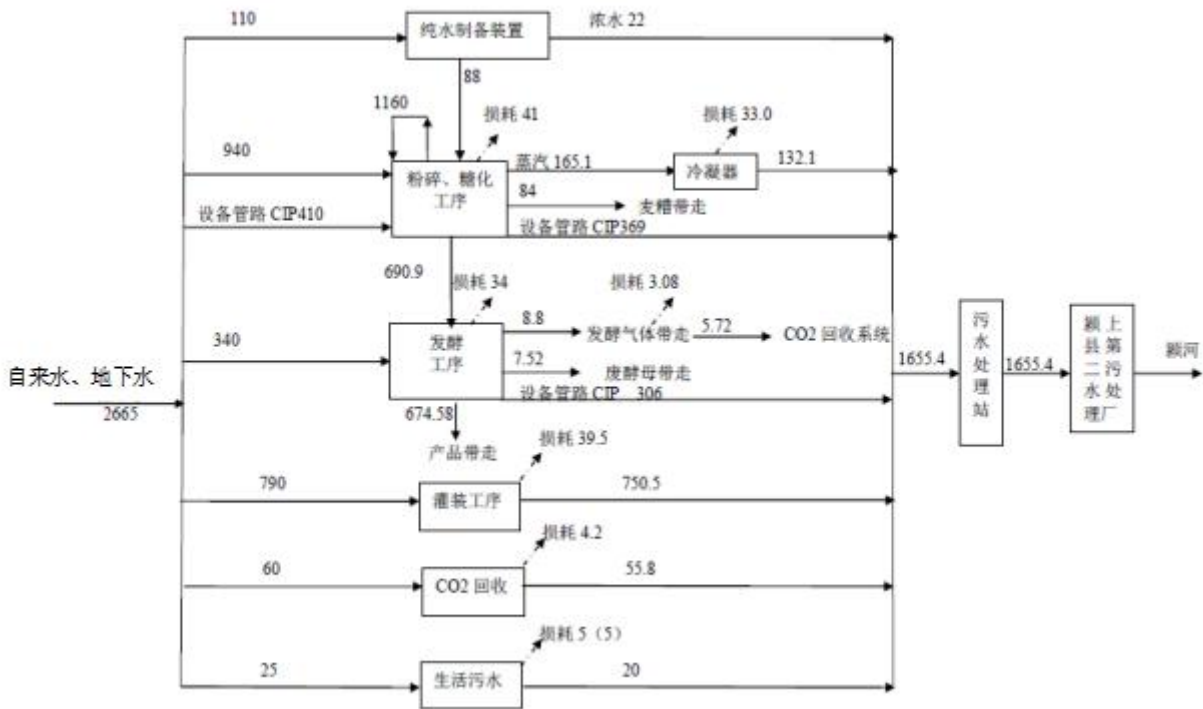 110
纯水制备装置
浓水 22
88
1160
损耗 41
损耗 33.0
940
粉碎、糖化
工序
蒸汽 165.1
冷凝器
132.1
84
麦糟带走
设备管路 CIP410
设备管路 CIP369
690.9
损耗 34
损耗 3.08
340
发酵
工序
8.8
发酵气体带走
5.72
CO2 回收系统
7.52
废酵母带走
设备管路 CIP 306
自来水、地下水
2665
674.58
产品带走
1655.4
污水处理站
1655.4
颍上县第二污水处理厂
颍河
损耗 39.5
790
灌装工序
750.5
损耗 4.2
60
CO2 回收
55.8
损耗 5（5）
25
生活污水
20